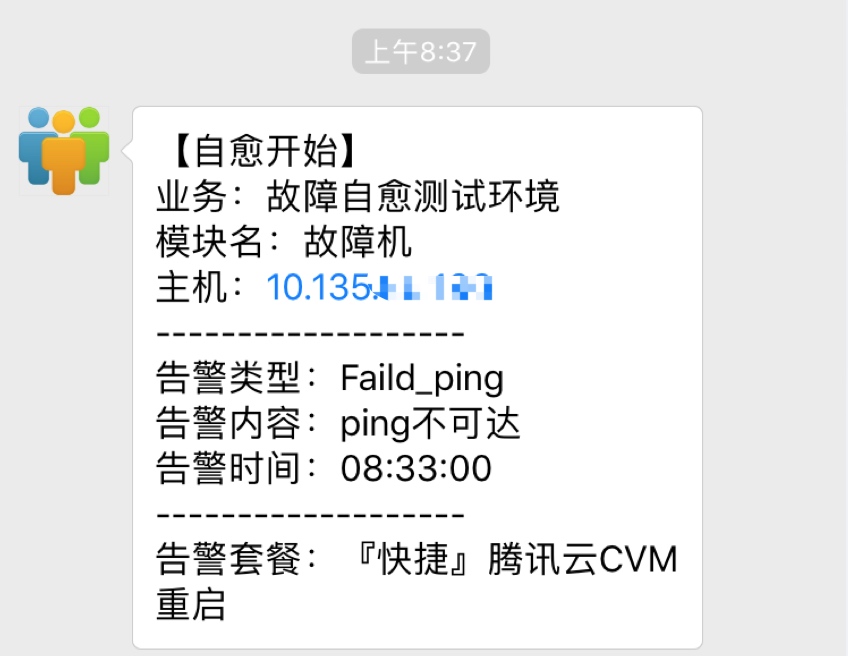 上午8:37
【自愈开始】
业务：故障自愈测试环境
模块名：故障机
主机：10.135.
-------------------
告警类型：Faild_ping
告警内容：ping不可达
告警时间：08:33:00
-------------------
告警套餐：『快捷』腾讯云CVM
重启